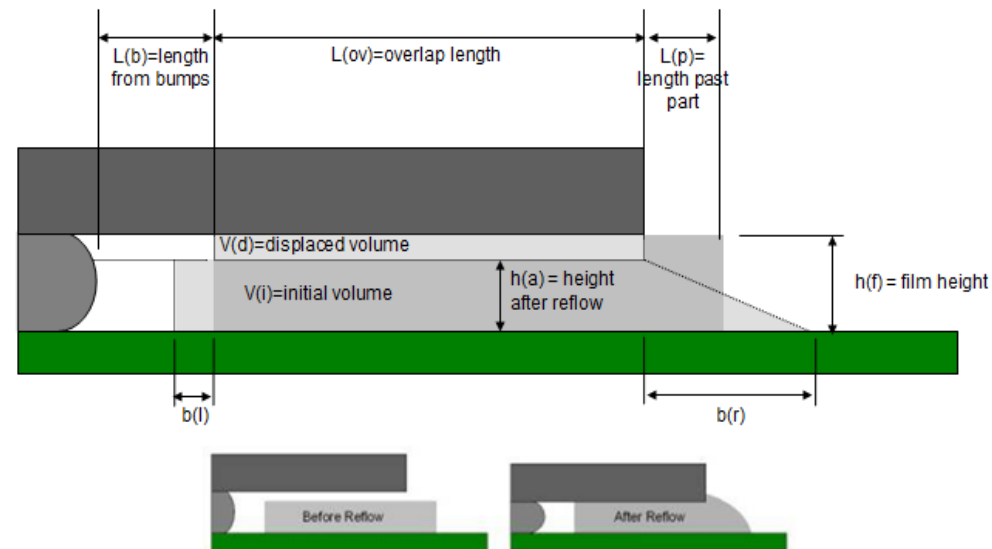 L(b)=length
from bumps
L(ov)=overlap length
L(p)=
length past
part
V(d)=displaced volume
V(i)=initial volume
h(a) = height
after reflow
h(f) = film height
b(l)
b(r)
Before Reflow
After Reflow